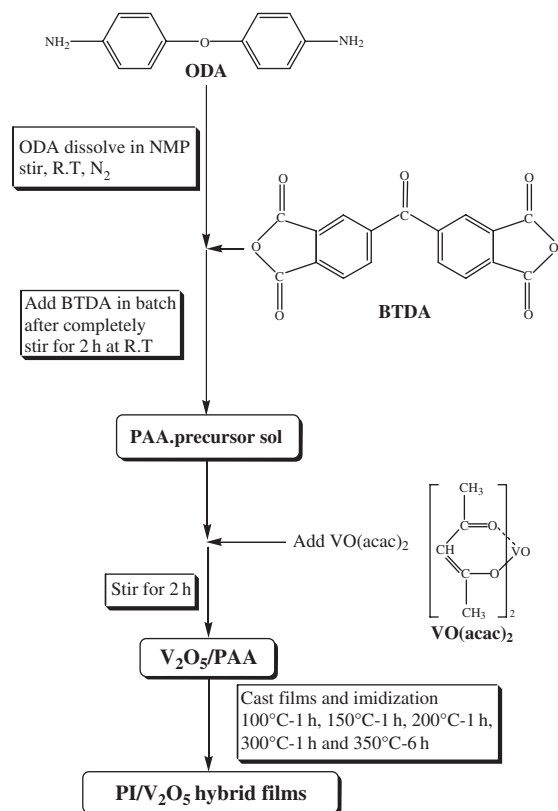 NH₂
O
NH₂
ODA
ODA dissolve in NMP
stir, R.T, N₂
O
O
O
O
O
O
O
BTDA
Add BTDA in batch
after completely
stir for 2 h at R.T
PAA.precursor sol
Add VO(acac)₂
CH₃
C
O
CH
VO
C
O
CH₃
2
VO(acac)₂
Stir for 2 h
V₂O₅/PAA
Cast films and imidization
100°C-1 h, 150°C-1 h, 200°C-1 h,
300°C-1 h and 350°C-6 h
PI/V₂O₅ hybrid films